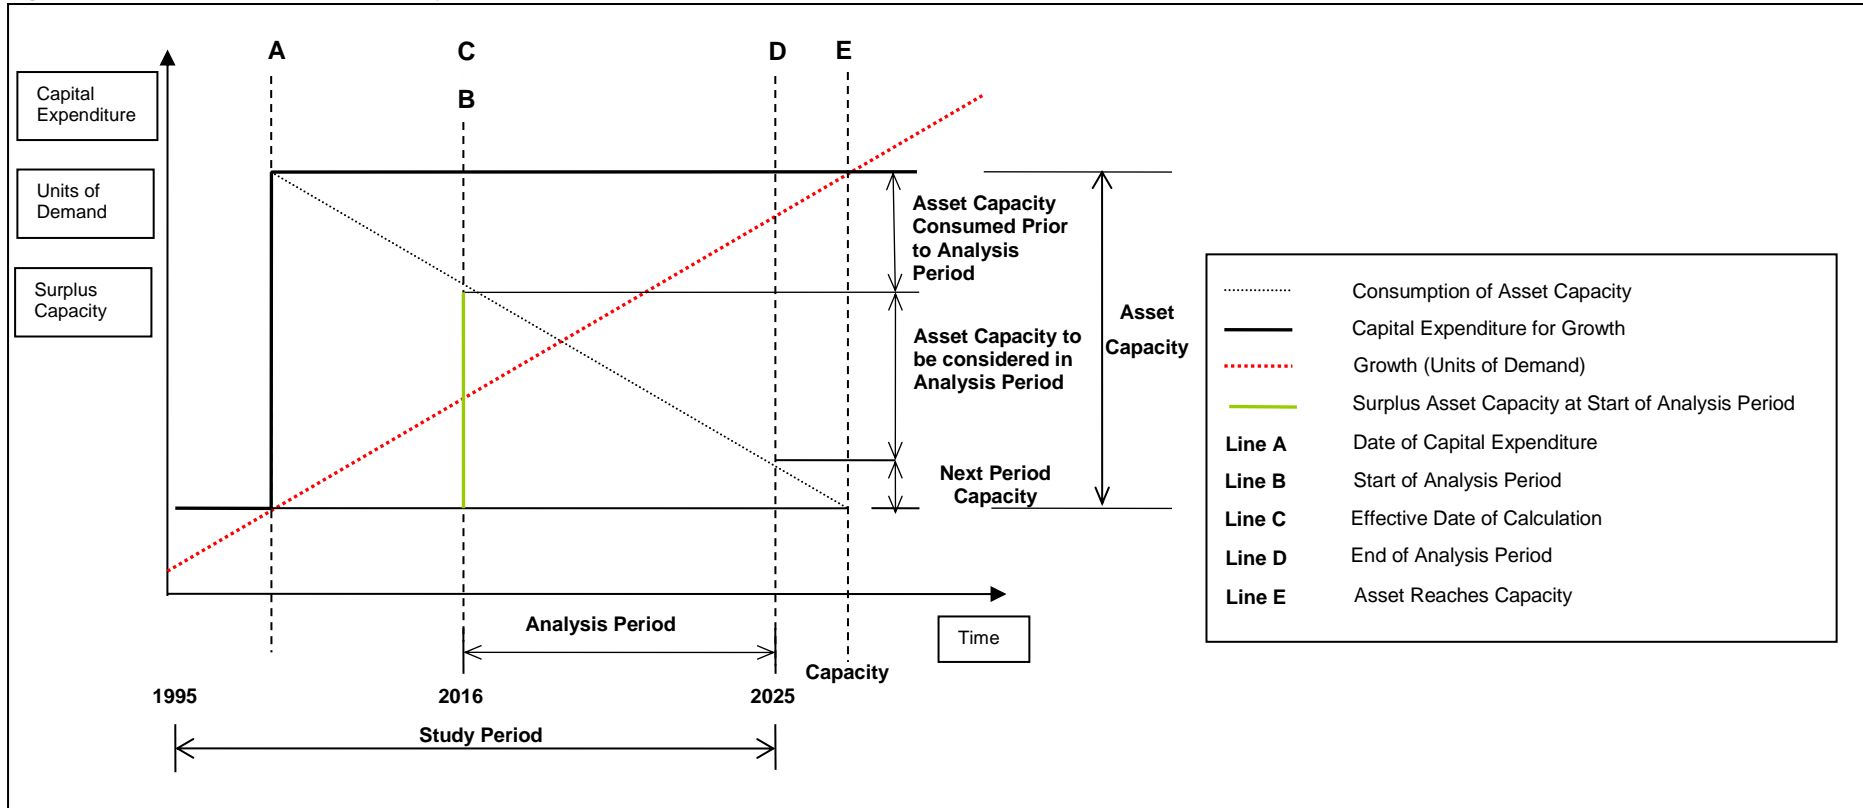 A
C
D
E
B
Capital
Expenditure
Units of
Demand
Surplus
Capacity
Asset Capacity
Consumed Prior
to Analysis
Period
Asset Capacity to
be considered in
Analysis Period
Next Period
Capacity
Asset
Capacity
Analysis Period
Time
Capacity
1995
2016
2025
Study Period
Consumption of Asset Capacity
Capital Expenditure for Growth
Growth (Units of Demand)
Surplus Asset Capacity at Start of Analysis Period
Line A Date of Capital Expenditure
Line B Start of Analysis Period
Line C Effective Date of Calculation
Line D End of Analysis Period
Line E Asset Reaches Capacity